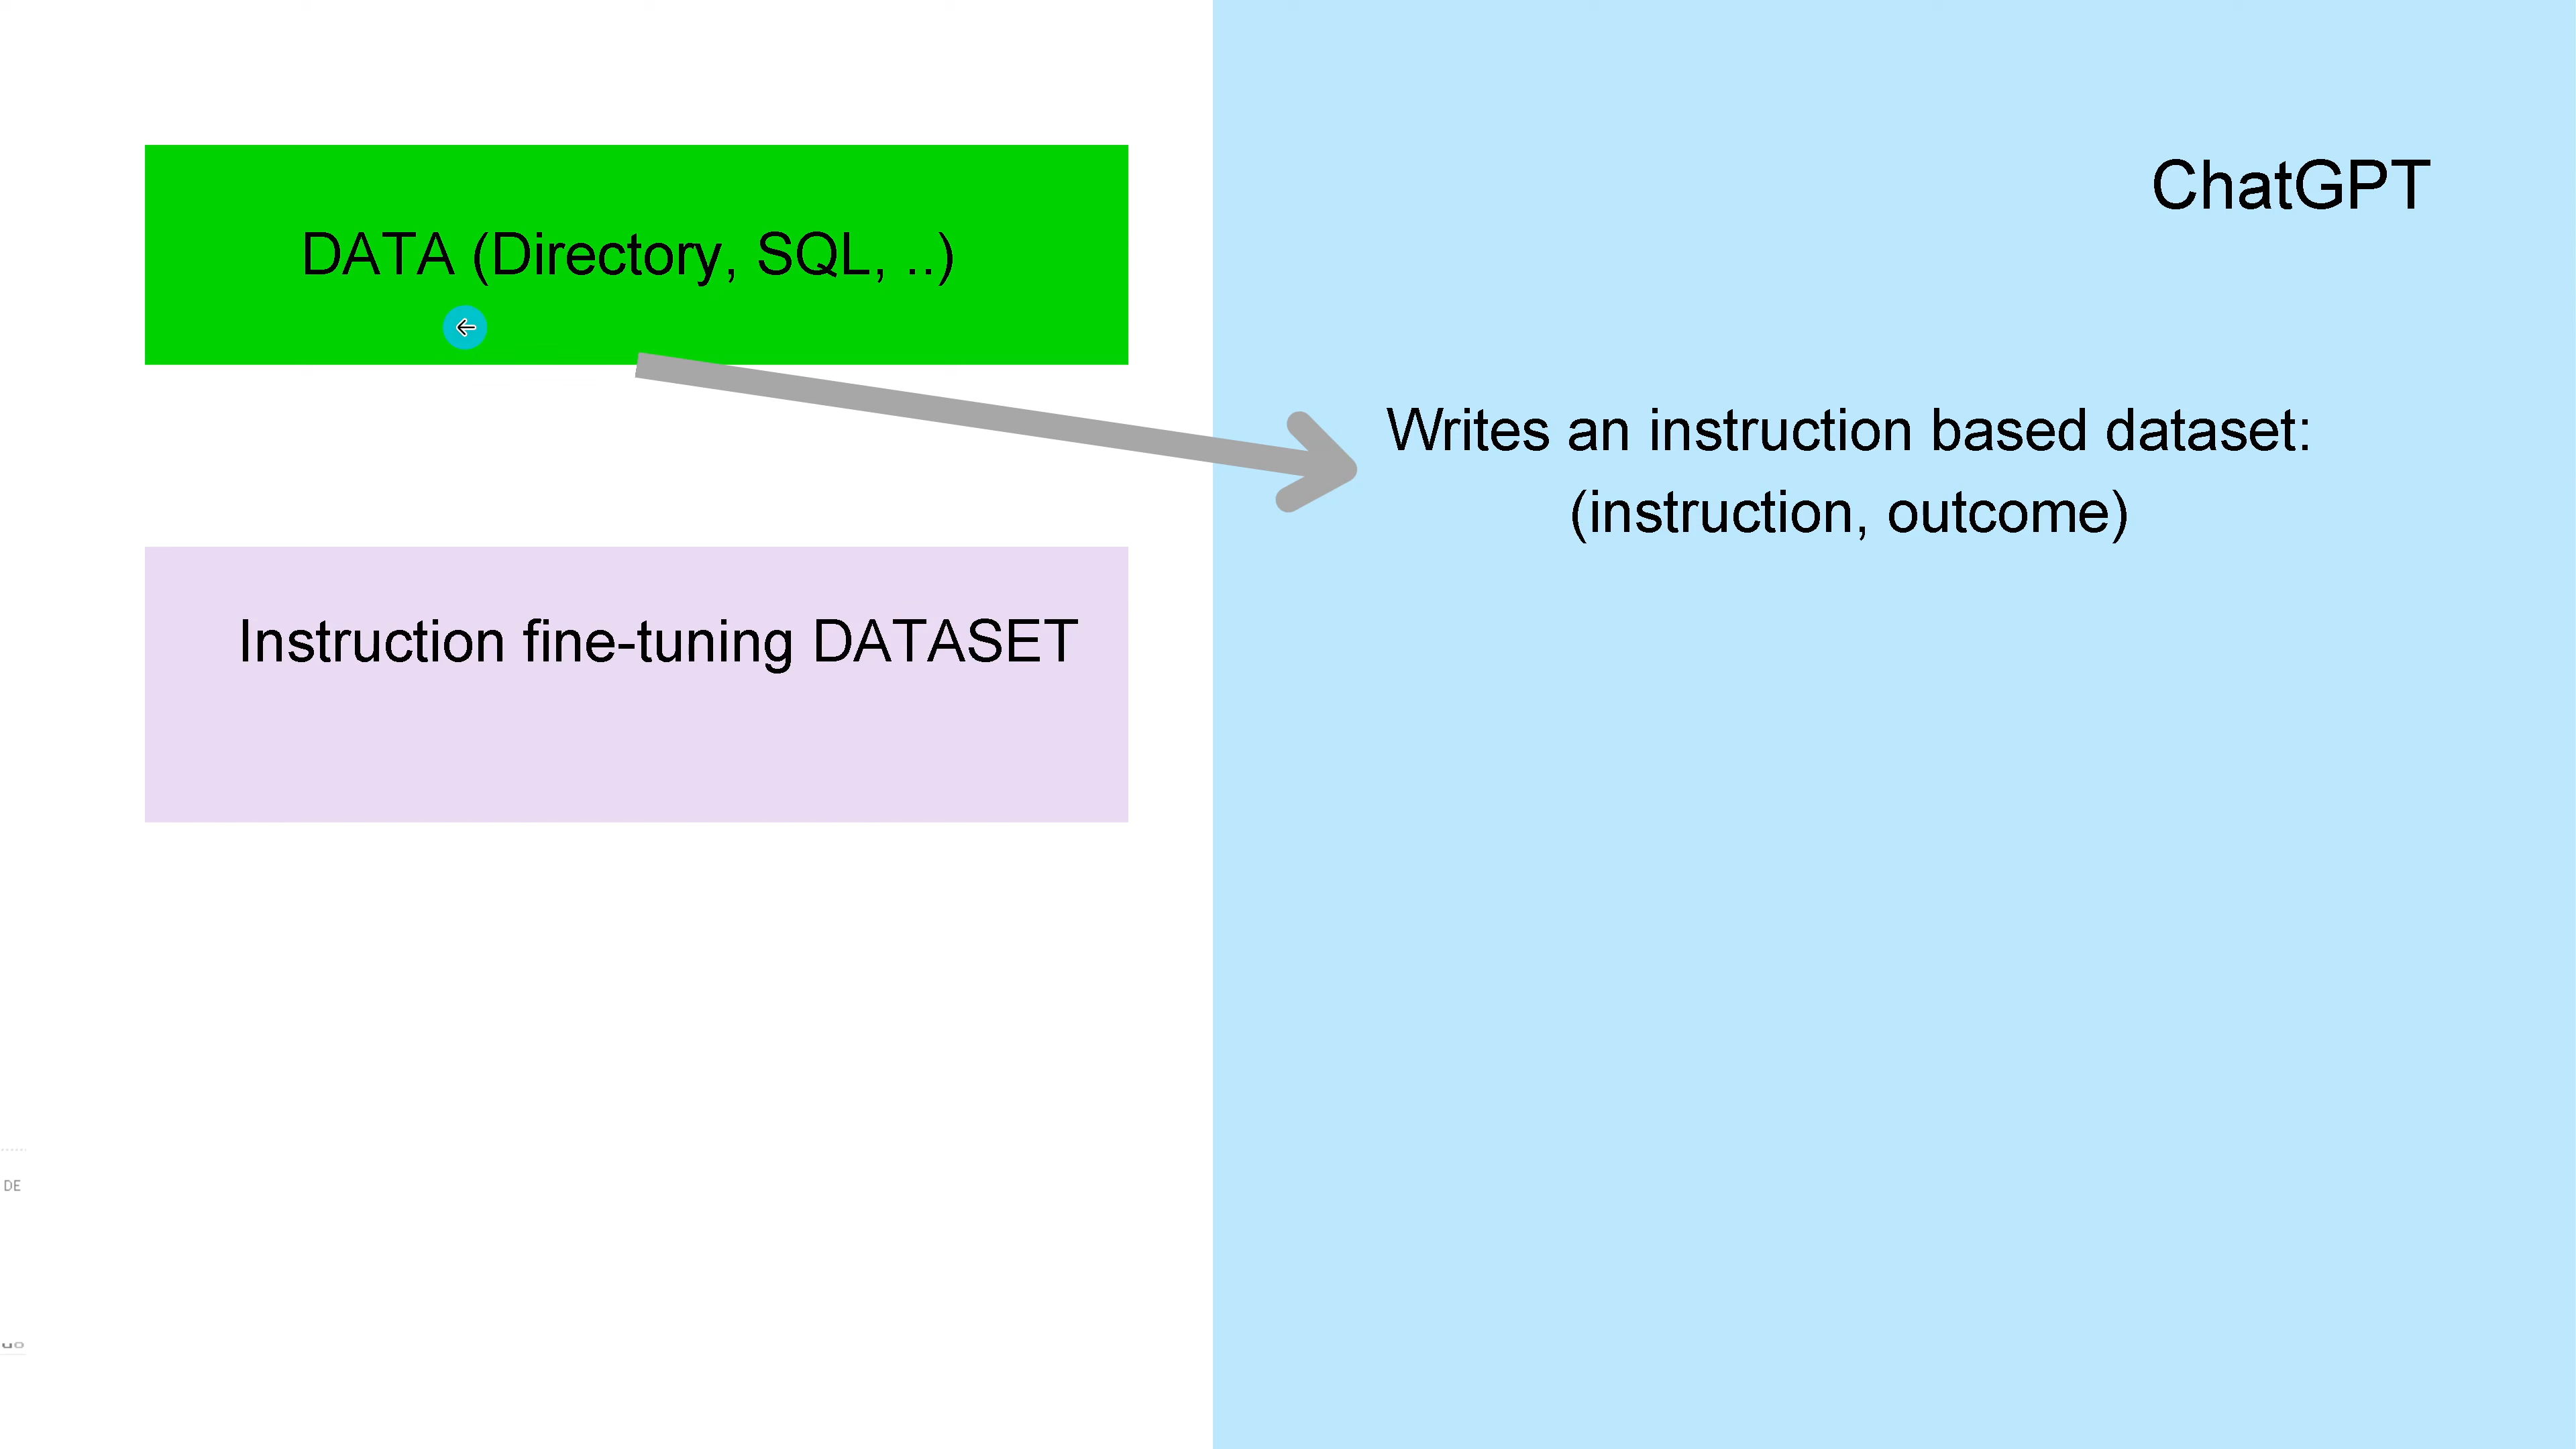 DATA (Directory, SQL, ..)
Instruction fine-tuning DATASET
DE
ChatGPT
Writes an instruction based dataset:
(instruction, outcome)